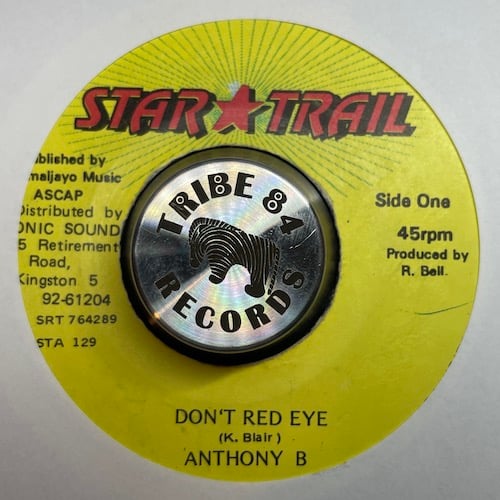 STAR★TRAIL
ublished by
maljayo Music
ASCAP
Distributed by
ONIC SOUND
5 Retirement
Road,
Kingston 5
92-61204
SRT 764289
STA 129
TRIBE 84
RECORDS
Side One
45rpm
Produced by
R. Bell
DON'T RED EYE
(K. Blair)
ANTHONY B